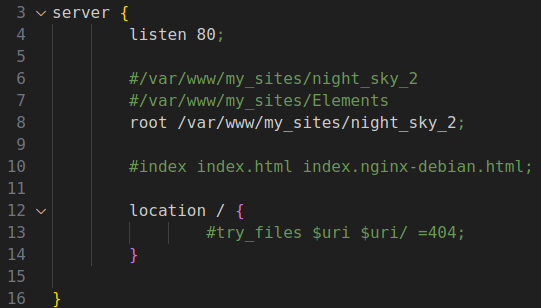 3 server {
4 listen 80;
5
6 #/var/www/my_sites/night_sky_2
7 #/var/www/my_sites/Elements
8 root /var/www/my_sites/night_sky_2;
9
10 #index index.html index.nginx-debian.html;
11
12 location / {
13 #try_files $uri $uri/ =404;
14 }
15
16 }